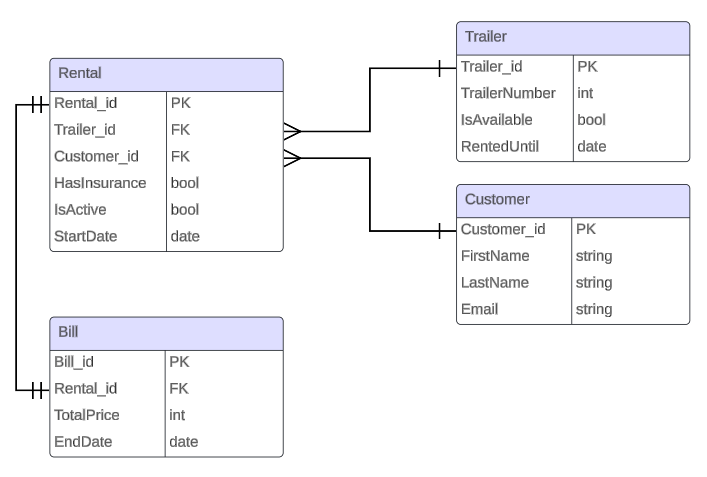 Rental
Rental_id PK
Trailer_id FK
Customer_id FK
HasInsurance bool
IsActive bool
StartDate date
Trailer
Trailer_id PK
TrailerNumber int
IsAvailable bool
RentedUntil date
Customer
Customer_id PK
FirstName string
LastName string
Email string
Bill
Bill_id PK
Rental_id FK
TotalPrice int
EndDate date